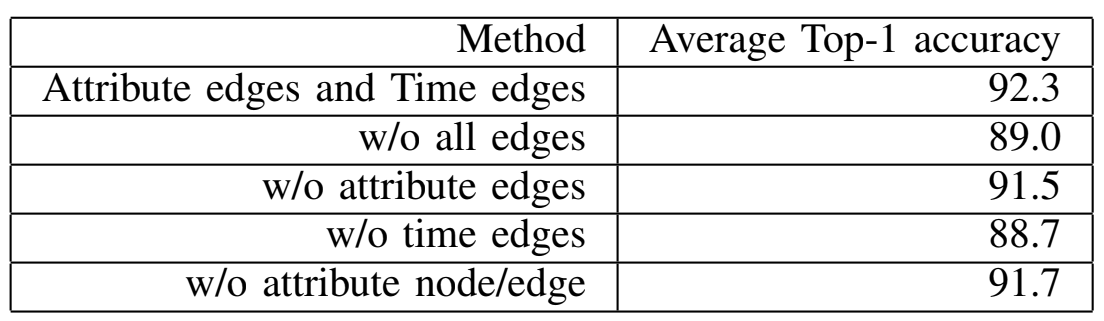 Method Average Top-1 accuracy
Attribute edges and Time edges 92.3
w/o all edges 89.0
w/o attribute edges 91.5
w/o time edges 88.7
w/o attribute node/edge 91.7